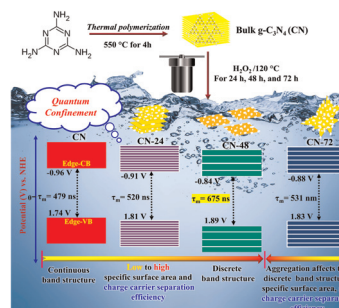 NH₂
H₂N
NH₂
N
N
N
Thermal polymerization
550 °C for 4h
Bulk g-C₃N₄ (CN)
H₂O₂ /120 °C
For 24 h, 48 h, and 72 h
Quantum
Confinement
CN
CN-24
CN-48
CN-72
Potential (V) vs. NHE
0
Edge-CB
-0.96 V
-0.91 V
-0.84 V
-0.88 V
τₘ= 479 ns
τₘ= 520 ns
τₘ= 675 ns
τₘ= 531 nm
1.74 V
1.81 V
1.89 V
1.83 V
Edge-VB
Continuous
band structure
Low to high
specific surface area and
charge carrier separation
efficiency
Discrete
band structure
Aggregation affects t
discrete band structu
specific surface area.
charge carrier separa